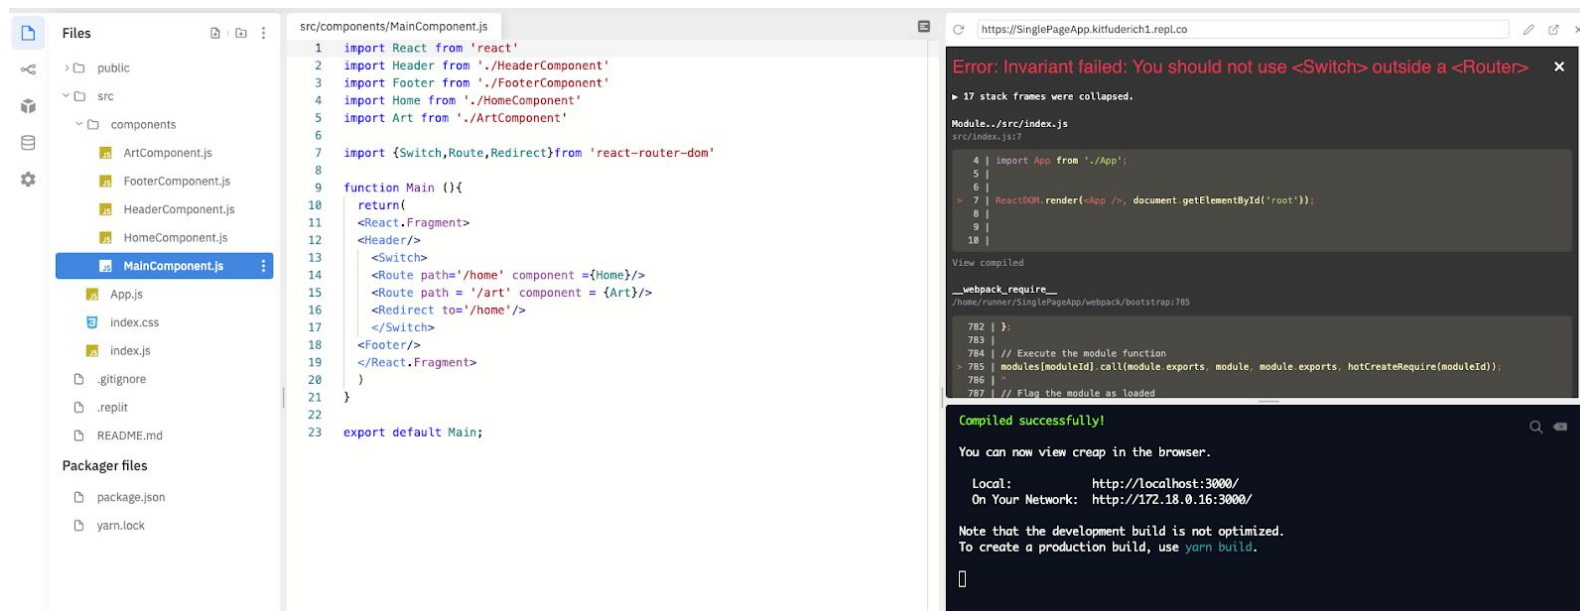 Files
public
src
components
ArtComponent.js
FooterComponent.js
HeaderComponent.js
HomeComponent.js
MainComponent.js
App.js
index.css
index.js
.gitignore
.replit
README.md
Packager files
package.json
yarn.lock
src/components/MainComponent.js
1 import React from 'react'
2 import Header from './HeaderComponent'
3 import Footer from './FooterComponent'
4 import Home from './HomeComponent'
5 import Art from './ArtComponent'
6
7 import {Switch,Route,Redirect}from 'react-router-dom'
8
9 function Main (){
10 return(
11 <React.Fragment>
12 <Header/>
13 <Switch>
14 <Route path='/home' component ={Home}/>
15 <Route path = '/art' component = {Art}/>
16 <Redirect to='/home'/>
17 </Switch>
18 <Footer/>
19 </React.Fragment>
20 )
21 }
22
23 export default Main;
https://SinglePageApp.kitfuderich1.repl.co
Error: Invariant failed: You should not use <Switch> outside a <Router>
▶ 17 stack frames were collapsed.
Module../src/index.js
src/index.js:7
4 | import App from './App';
5 |
6 |
> 7 | ReactDOM.render(<App />, document.getElementById('root'));
8 |
9 |
10 |
View compiled
__webpack_require__
/home/runner/SinglePageApp/webpack/bootstrap:785
782 | };
783 |
784 | // Execute the module function
> 785 | modules[moduleId].call(module.exports, module, module.exports, hotCreateRequire(moduleId));
786 | ^
787 | // Flag the module as loaded
Compiled successfully!
You can now view creap in the browser.
Local: http://localhost:3000/
On Your Network: http://172.18.0.16:3000/
Note that the development build is not optimized.
To create a production build, use yarn build.